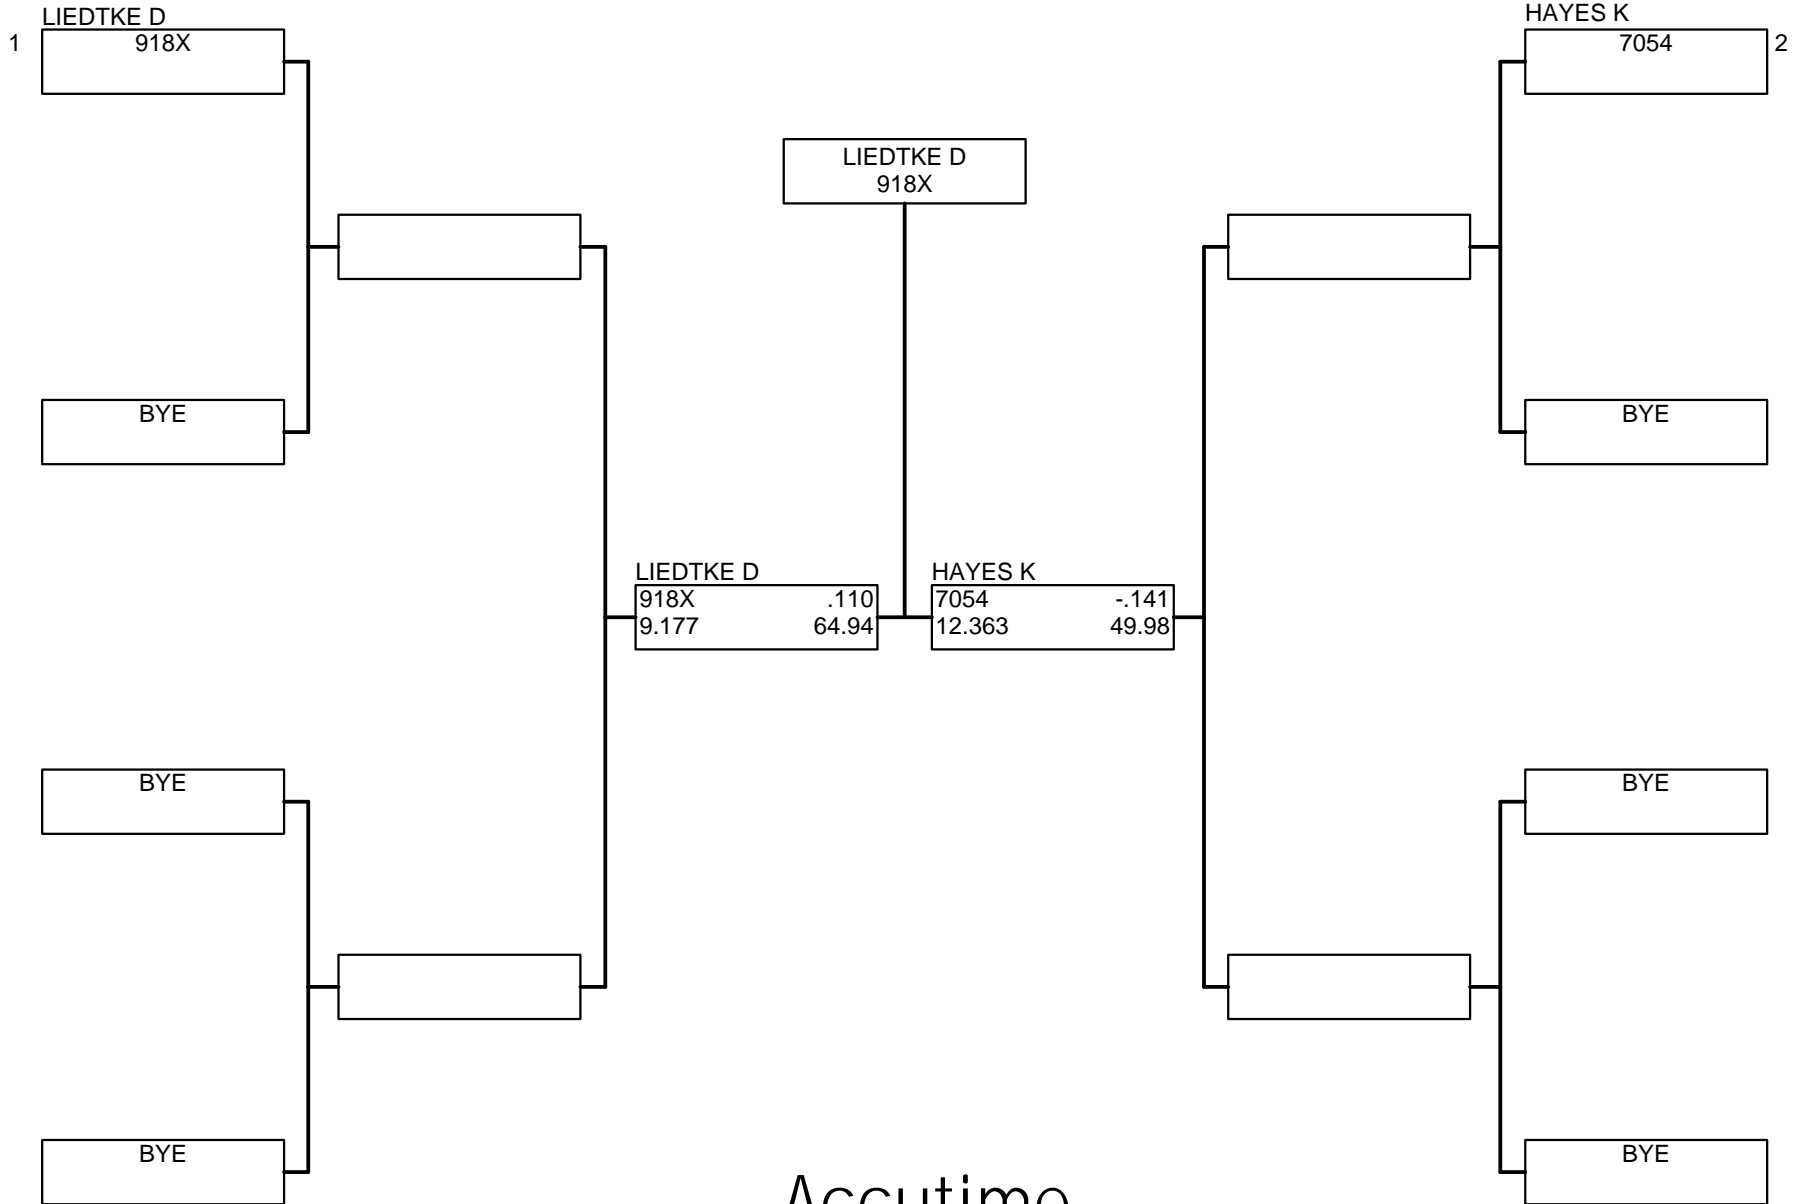 LIEDTKE D
1 918X
HAYES K
7054 2
LIEDTKE D
918X
BYE
BYE
LIEDTKE D
918X .110
9.177 64.94
HAYES K
7054 -.141
12.363 49.98
BYE
BYE
BYE
BYE
Accutime